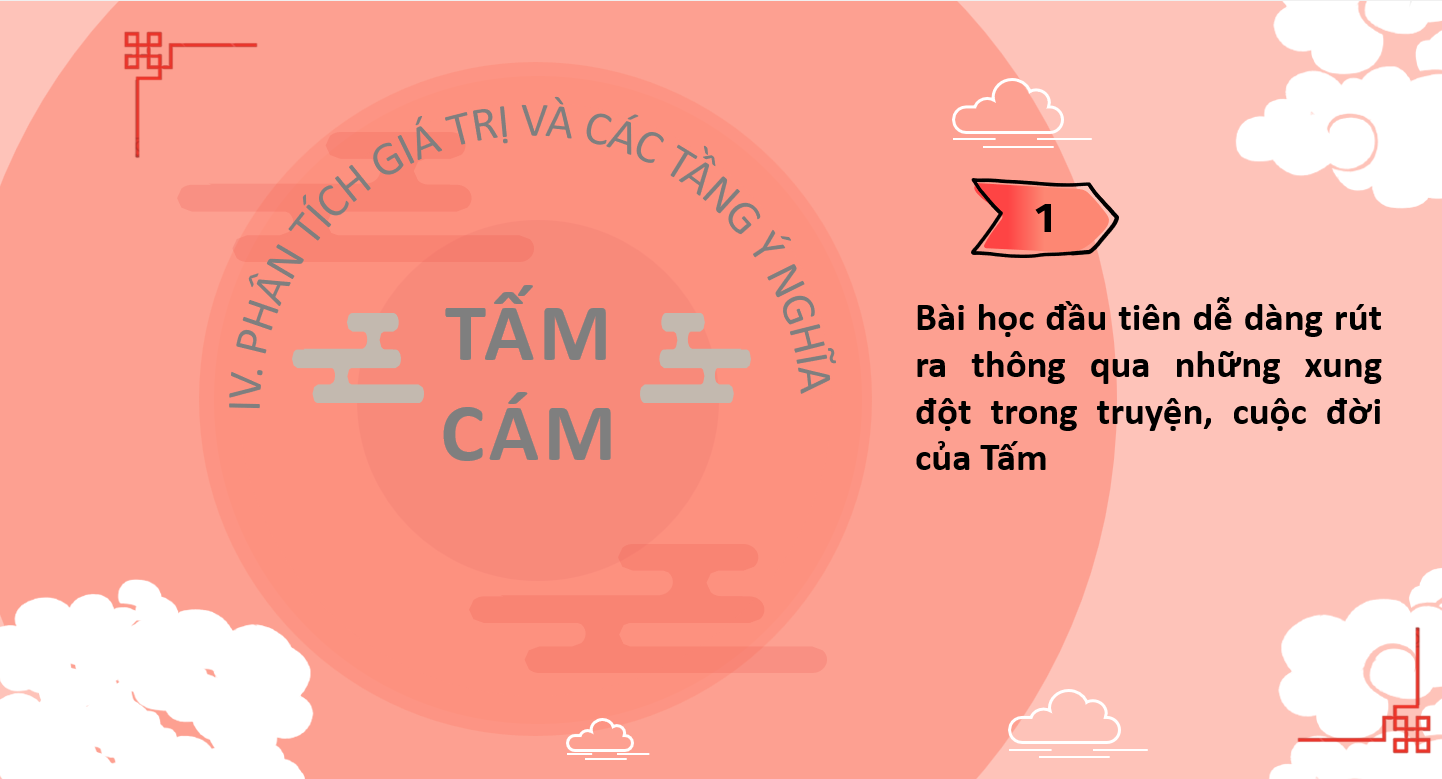 IV. PHÂN TÍCH GIÁ TRỊ VÀ CÁC TẦNG Ý NGHĨA
TẤM
CÁM
1
Bài học đầu tiên dễ dàng rút
ra thông qua những xung
đột trong truyện, cuộc đời
của Tấm